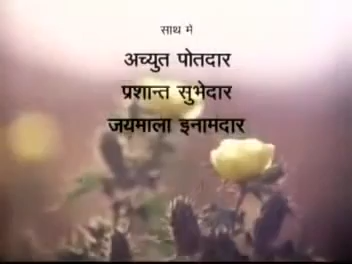 साथ में
अच्युत पोतदार
प्रशान्त सुभेदार
जयमाला इनामदार